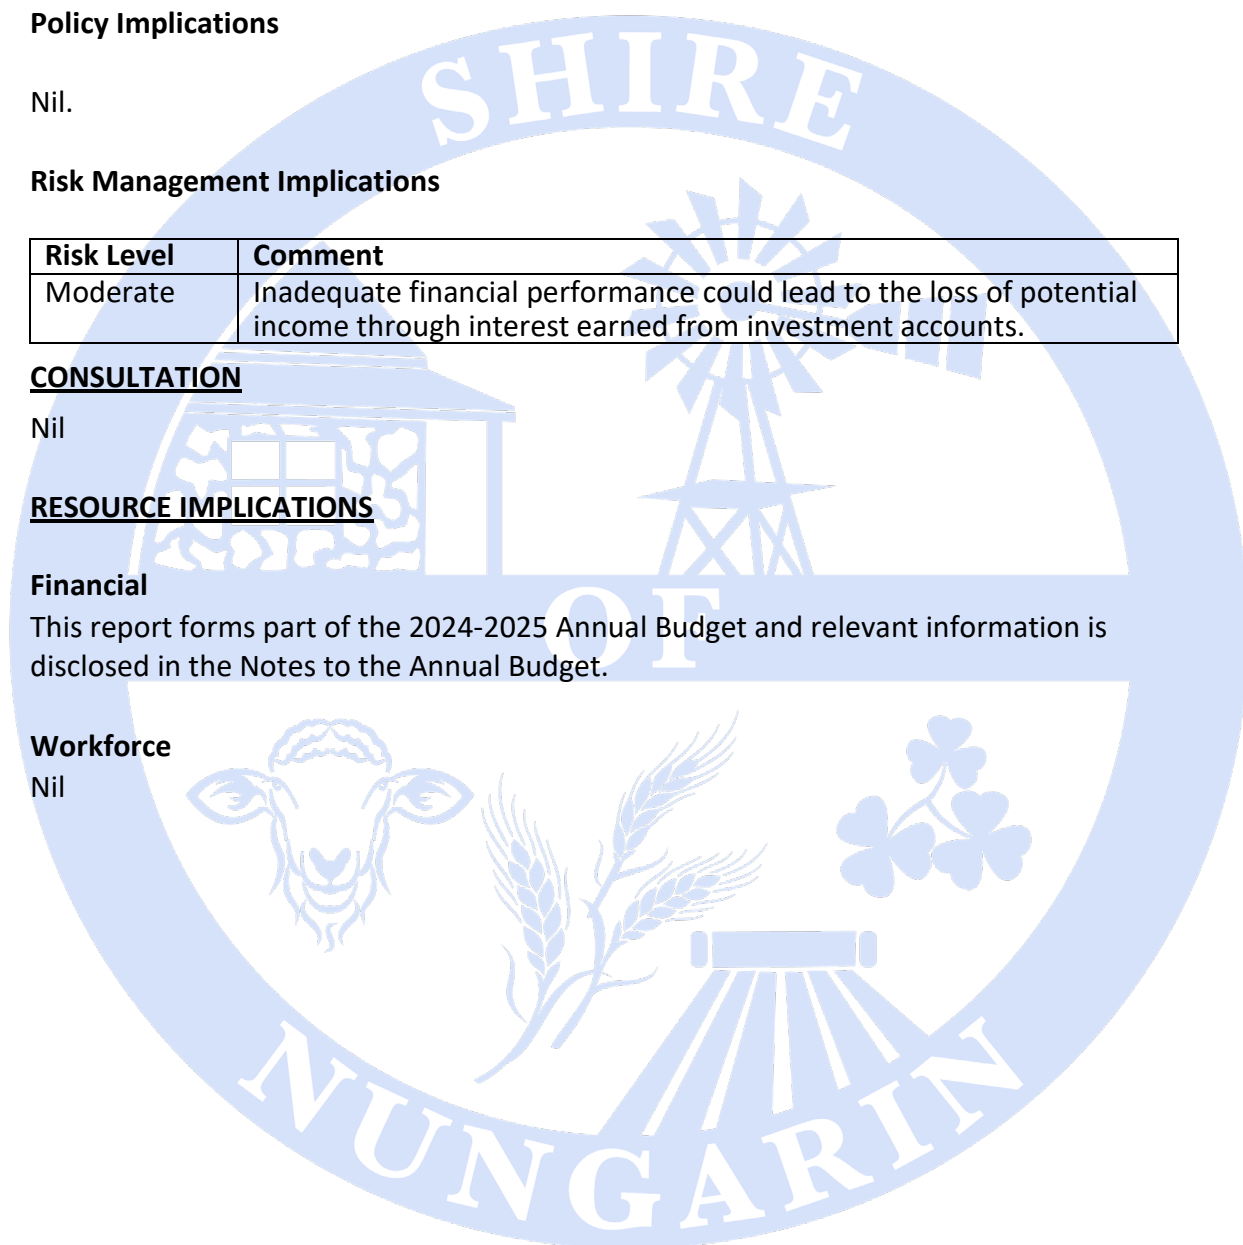 Policy Implications
Nil.
Risk Management Implications
Risk Level Comment
Moderate Inadequate financial performance could lead to the loss of potential
income through interest earned from investment accounts.
CONSULTATION
Nil
RESOURCE IMPLICATIONS
Financial
This report forms part of the 2024-2025 Annual Budget and relevant information is
disclosed in the Notes to the Annual Budget.
Workforce
Nil
SHIRE
OF
NUNGARIN